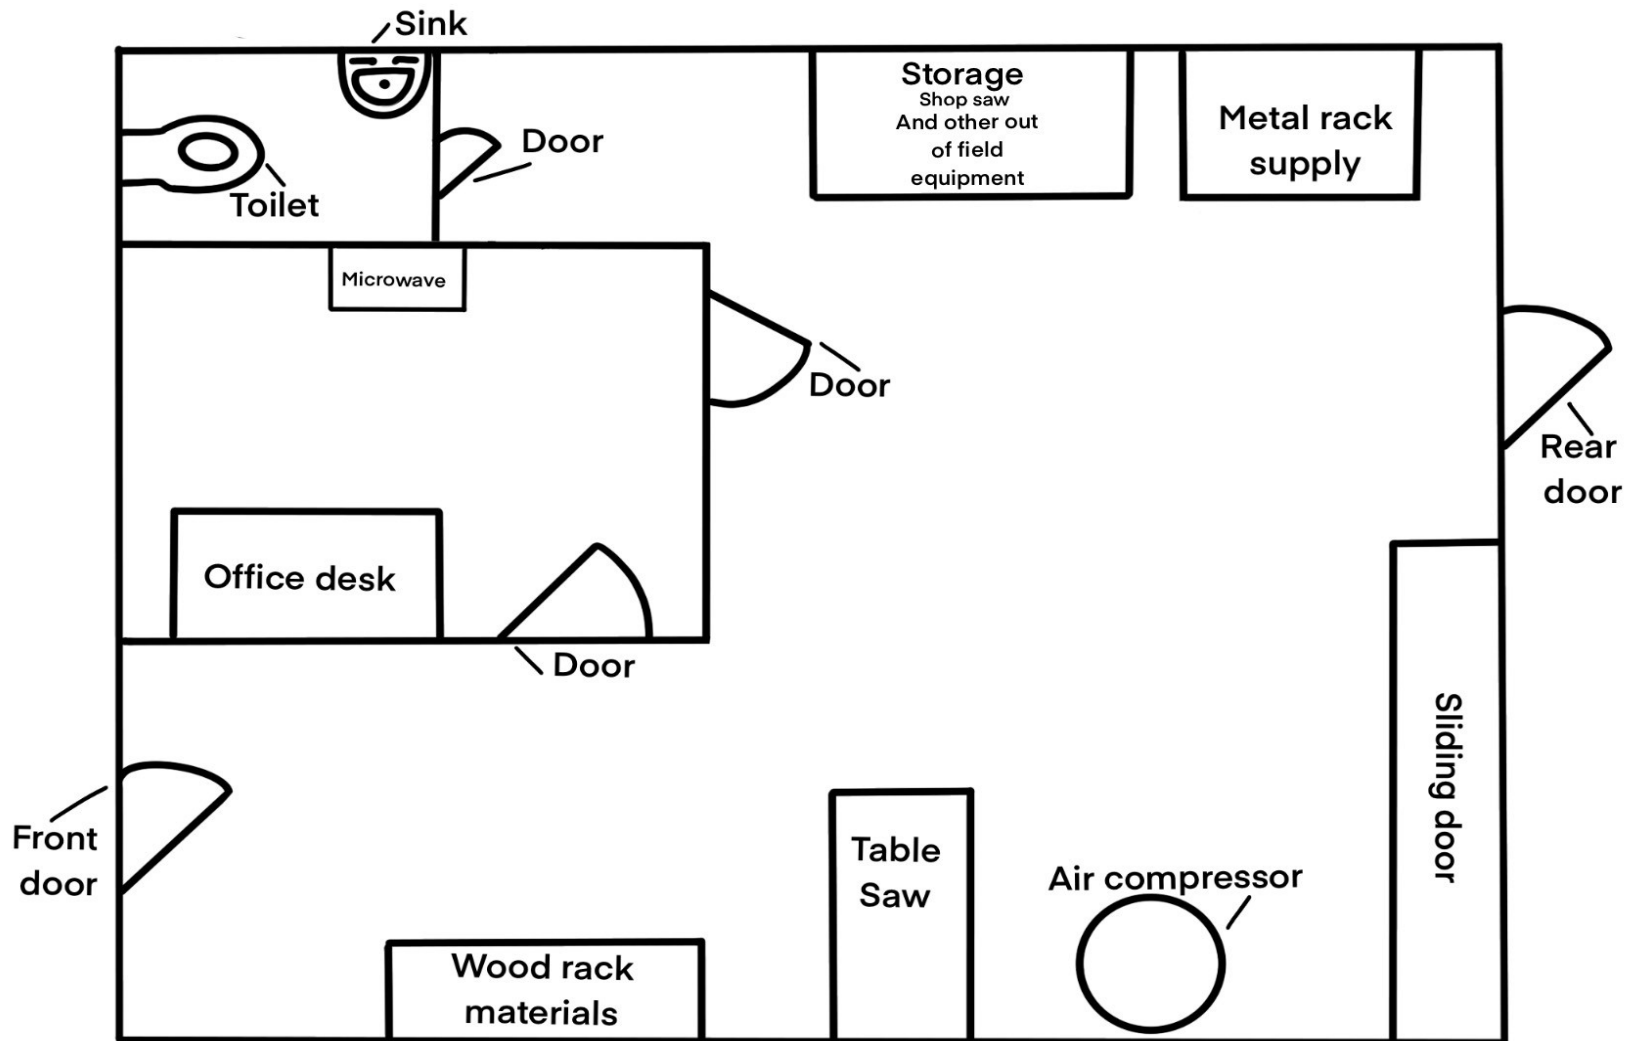 Sink
Storage
Shop saw
And other out
of field
equipment
Metal rack
supply
Door
Toilet
Microwave
Door
Rear
door
Office desk
Door
Sliding door
Front
door
Table
Saw
Air compressor
Wood rack
materials